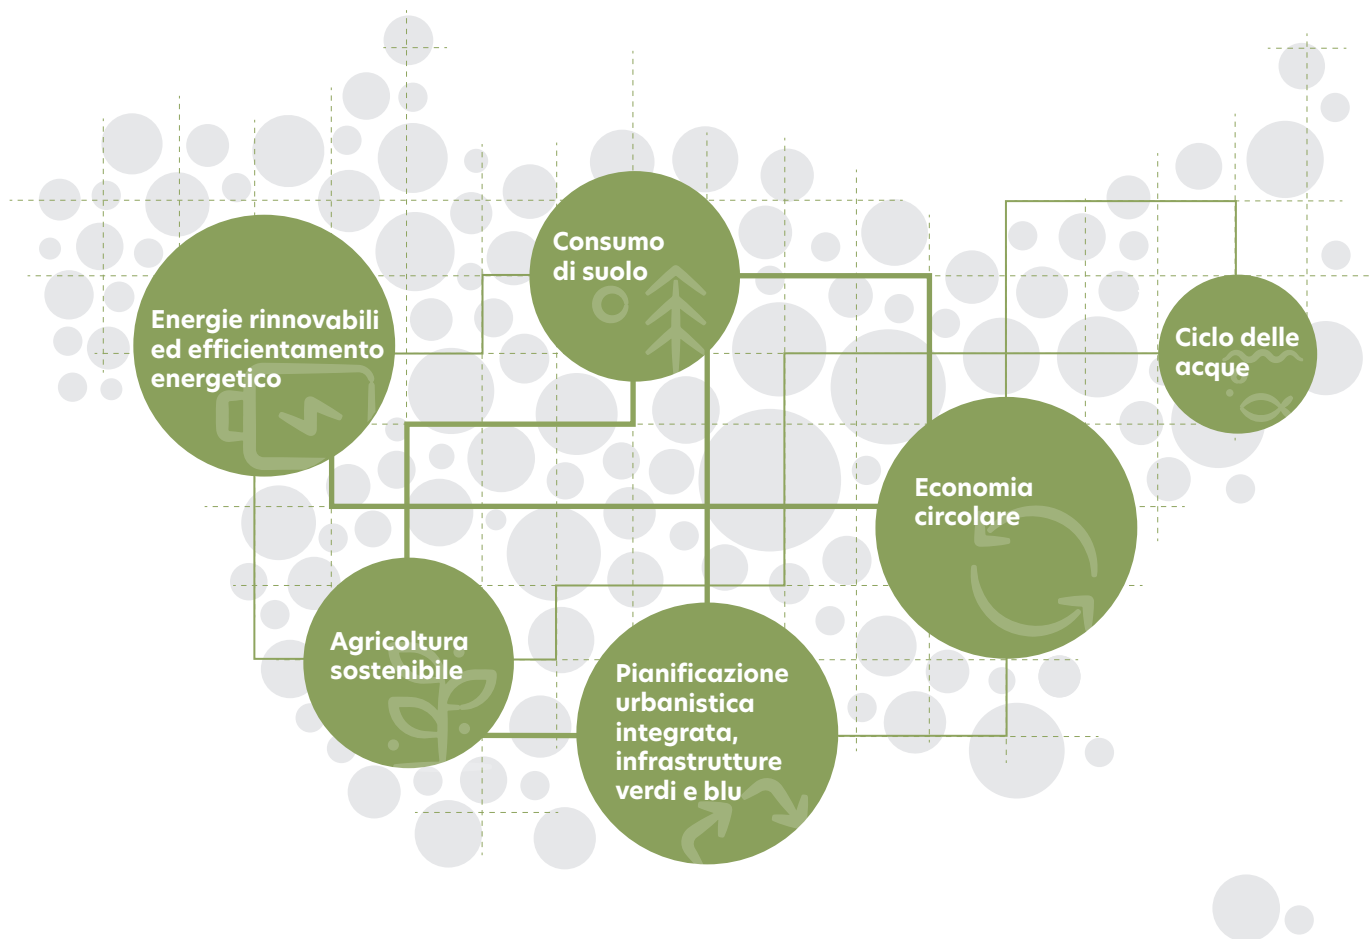 Consumo
di suolo
Energie rinnovabili
ed efficientamento
energetico
Ciclo delle
acque
Economia
circolare
Agricoltura
sostenibile
Pianificazione
urbanistica
integrata,
infrastrutture
verdi e blu